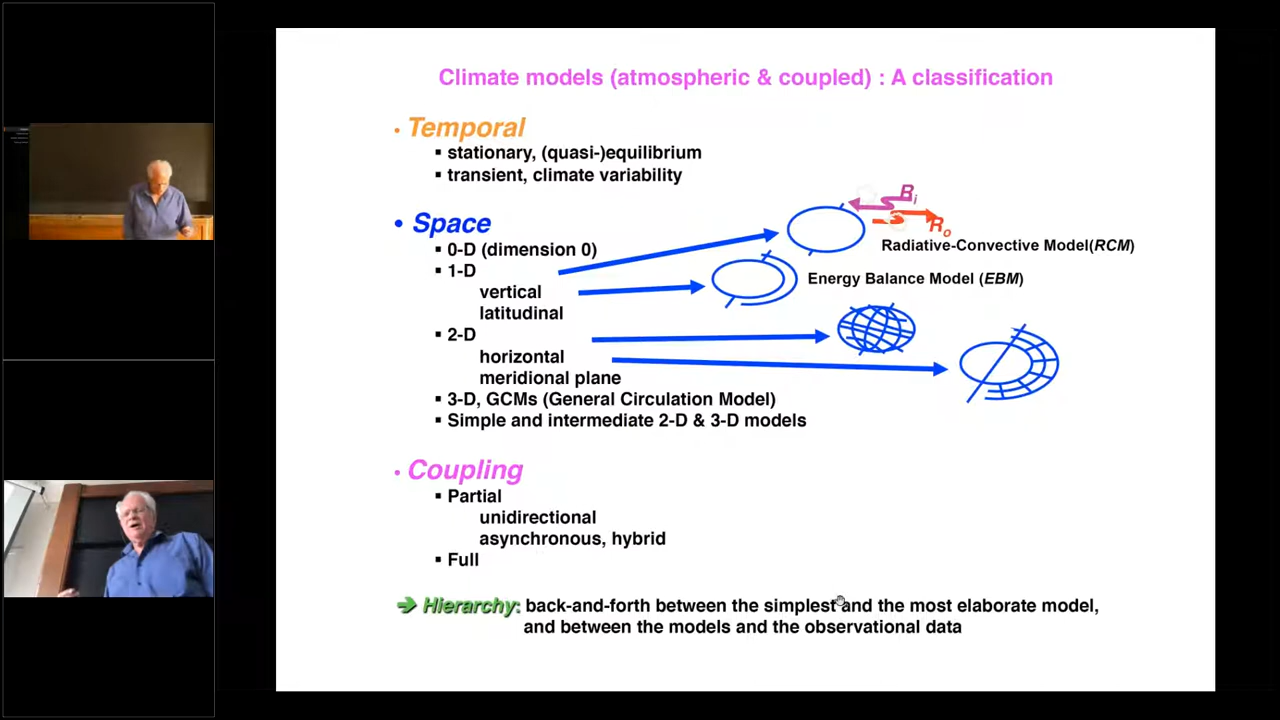 Climate models (atmospheric & coupled) : A classification
• Temporal
▪ stationary, (quasi-)equilibrium
▪ transient, climate variability
• Space
▪ 0-D (dimension 0)
▪ 1-D
vertical
latitudinal
▪ 2-D
horizontal
meridional plane
▪ 3-D, GCMs (General Circulation Model)
▪ Simple and intermediate 2-D & 3-D models
Ri
Ro
Radiative-Convective Model(RCM)
Energy Balance Model (EBM)
• Coupling
▪ Partial
unidirectional
asynchronous, hybrid
▪ Full
➔ Hierarchy: back-and-forth between the simplest and the most elaborate model,
and between the models and the observational data